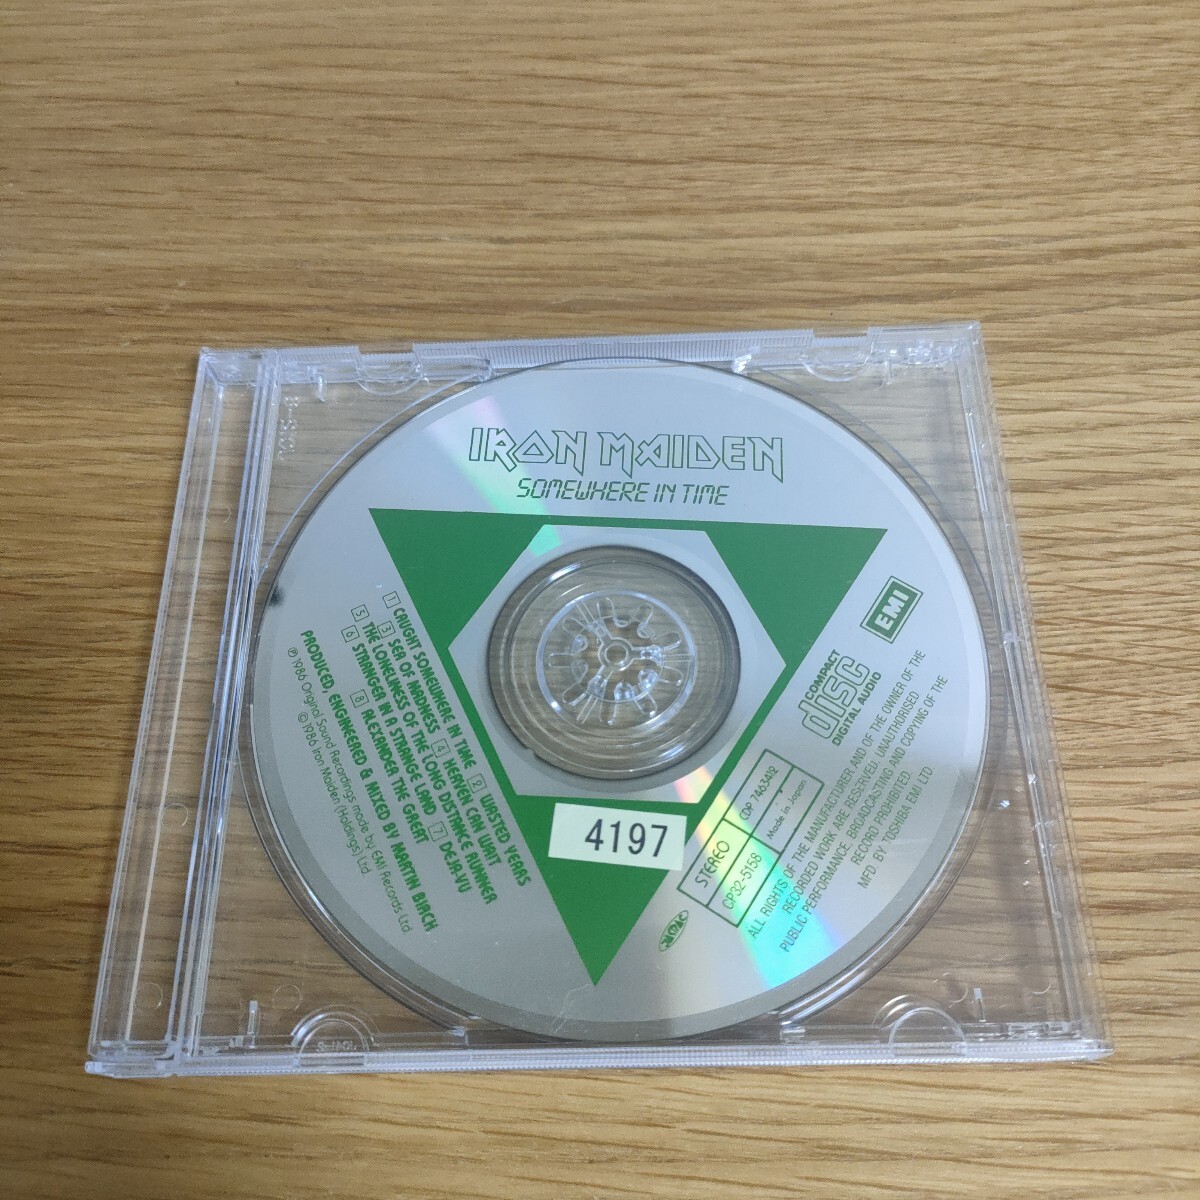 IRON MAIDEN
SOMEWHERE IN TIME
EMI
COMPACT
disc
DIGITAL AUDIO
1 CAUGHT SOMEWHERE IN TIME 2 WASTED YEARS
3 SEA OF MADNESS 4 HEAVEN CAN WAIT
5 THE LONELINESS OF THE LONG DISTANCE RUNNER
6 STRANGER IN A STRANGE LAND 7 DEJA-VU
8 ALEXANDER THE GREAT
PRODUCED, ENGINEERED & MIXED BY MARTIN BIRCH
℗ 1986 Original Sound Recordings made by EMI Records Ltd
© 1986 Iron Maiden (Holdings) Ltd
4197
STEREO
CDP 7463412
CP32-5158
Made in Japan
ALL RIGHTS OF THE MANUFACTURER AND OF THE OWNER OF THE
RECORDED WORK ARE RESERVED. UNAUTHORISED
PUBLIC PERFORMANCE, BROADCASTING AND COPYING OF THE
RECORD PROHIBITED.
MFD. BY TOSHIBA EMI LTD.